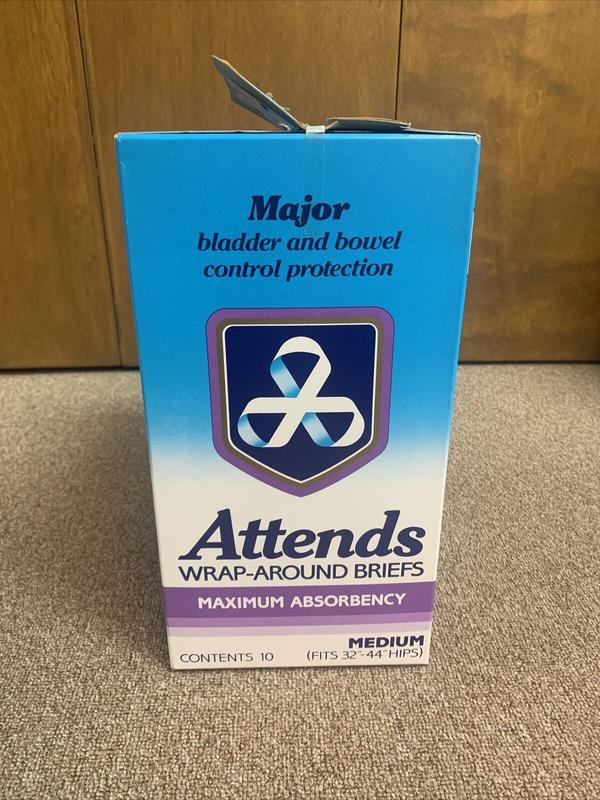 Major
bladder and bowel
control protection
Attends
WRAP-AROUND BRIEFS
MAXIMUM ABSORBENCY
MEDIUM
CONTENTS 10 (FITS 32"-44" HIPS)